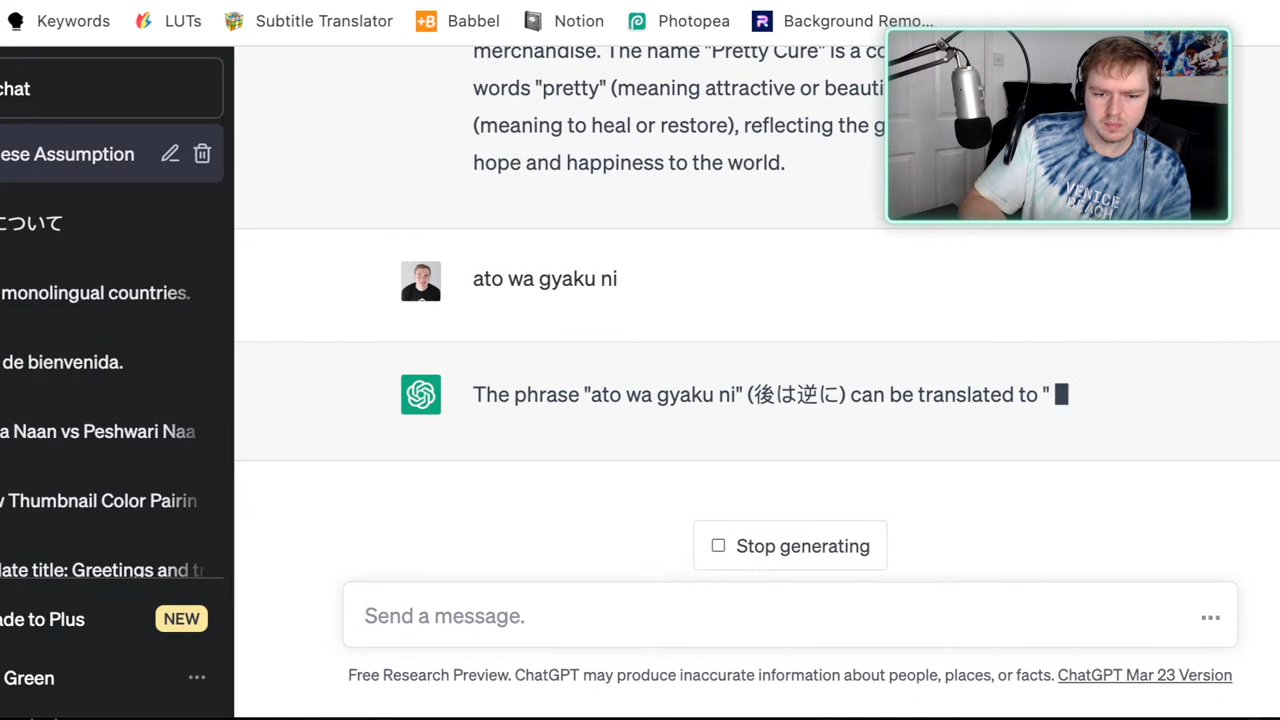 Keywords LUTs Subtitle Translator +B Babbel Notion Photopea R Background Remo...
chat
merchandise. The name "Pretty Cure" is a co
words "pretty" (meaning attractive or beauti
(meaning to heal or restore), reflecting the g
hope and happiness to the world.
VENICE
BEACH
ese Assumption
について
monolingual countries.
de bienvenida.
a Naan vs Peshwari Naa
w Thumbnail Color Pairin
late title: Greetings and tr
ade to Plus NEW
Green ...
ato wa gyaku ni
The phrase "ato wa gyaku ni" (後は逆に) can be translated to "
Stop generating
Send a message. ...
Free Research Preview. ChatGPT may produce inaccurate information about people, places, or facts. ChatGPT Mar 23 Version